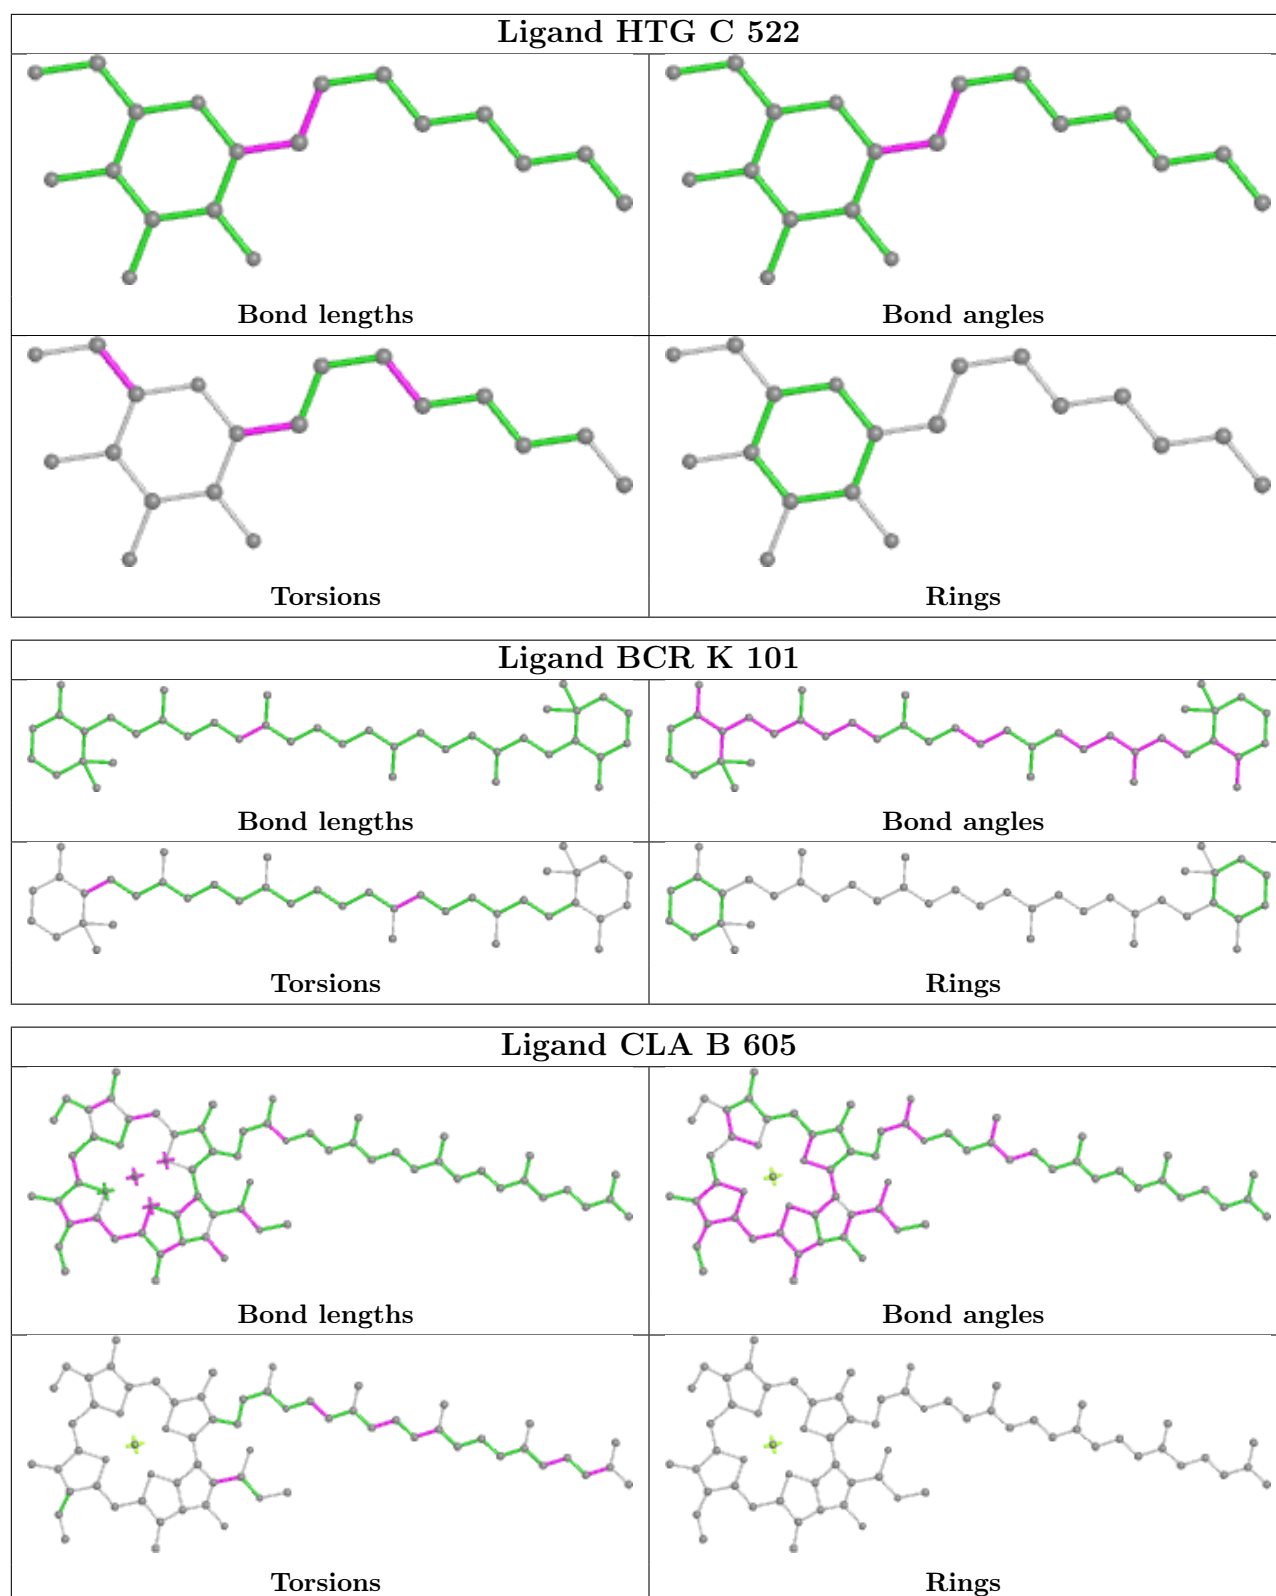 Ligand HTG C 522
Bond lengths
Bond angles
Torsions
Rings
Ligand BCR K 101
Bond lengths
Bond angles
Torsions
Rings
Ligand CLA B 605
Bond lengths
Bond angles
Torsions
Rings